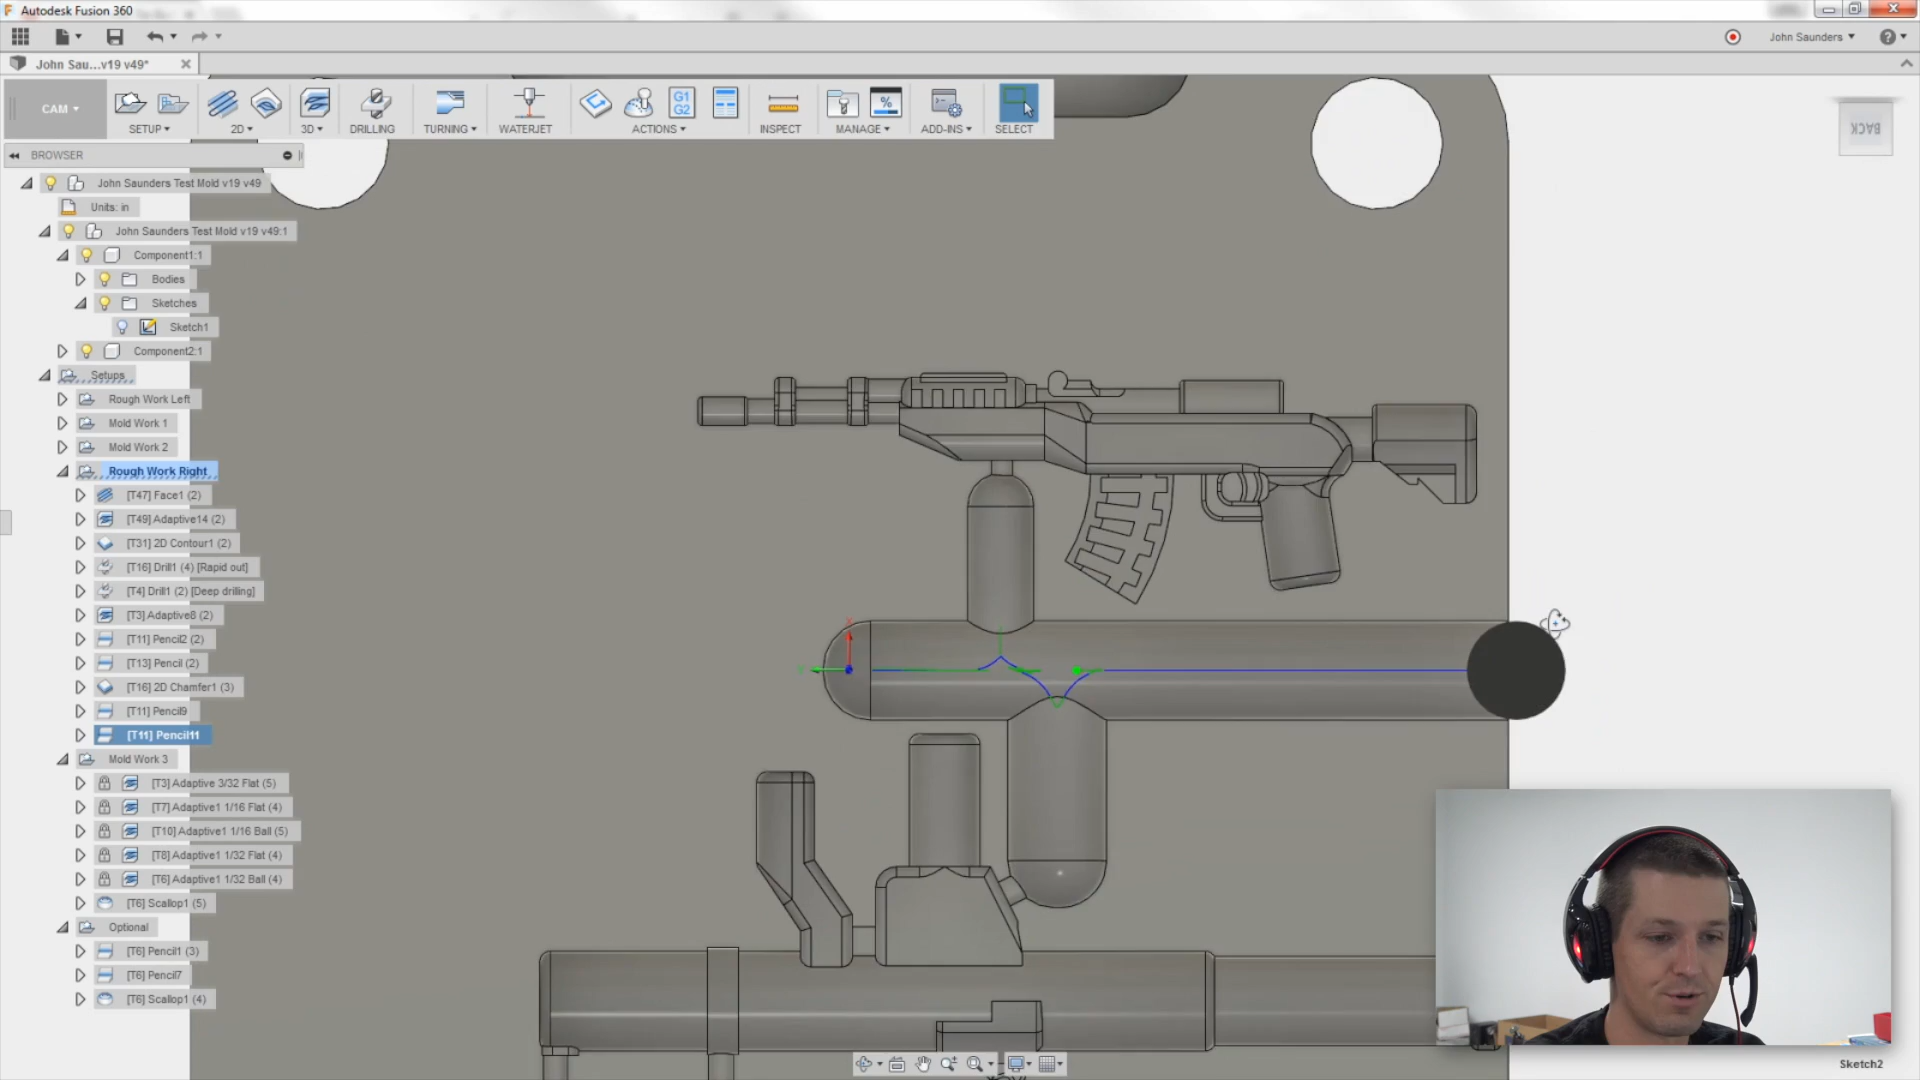 Autodesk Fusion 360
John Saunders
John Sau...v19 v49*
CAM
SETUP
2D
3D
DRILLING
TURNING
WATERJET
G1
G2
ACTIONS
INSPECT
%
MANAGE
ADD-INS
SELECT
BACK
BROWSER
John Saunders Test Mold v19 v49
Units: in
John Saunders Test Mold v19 v49:1
Component1:1
Bodies
Sketches
Sketch1
Component2:1
Setups
Rough Work Left
Mold Work 1
Mold Work 2
Rough Work Right
[T47] Face1 (2)
[T49] Adaptive14 (2)
[T31] 2D Contour1 (2)
[T16] Drill1 (4) [Rapid out]
[T4] Drill1 (2) [Deep drilling]
[T3] Adaptive6 (2)
[T11] Pencil2 (2)
[T13] Pencil (2)
[T16] 2D Chamfer1 (3)
[T11] Pencil9
[T11] Pencil11
Mold Work 3
[T3] Adaptive 3/32 Flat (5)
[T7] Adaptive1 1/16 Flat (4)
[T10] Adaptive1 1/16 Ball (5)
[T8] Adaptive1 1/32 Flat (4)
[T6] Adaptive1 1/32 Ball (4)
[T6] Scallop1 (5)
Optional
[T6] Pencil1 (3)
[T6] Pencil7
[T6] Scallop1 (4)
Sketch2